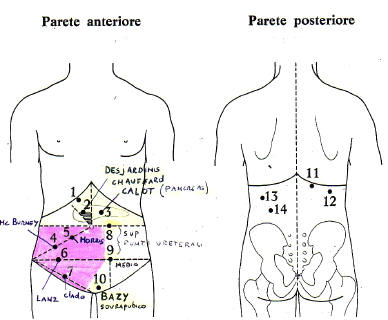 Parete anteriore
Parete posteriore
DESJARDINIS
CHAUFFARD
CALOT (PANCREAS)
1
2
3
Mc Burney
8
SUP
PUNTI URETERALI
5
MORRIS
4
9
6
MEDIO
7
10
LANZ
Clado
BAZY
SOVRAPUBICO
11
12
13
14